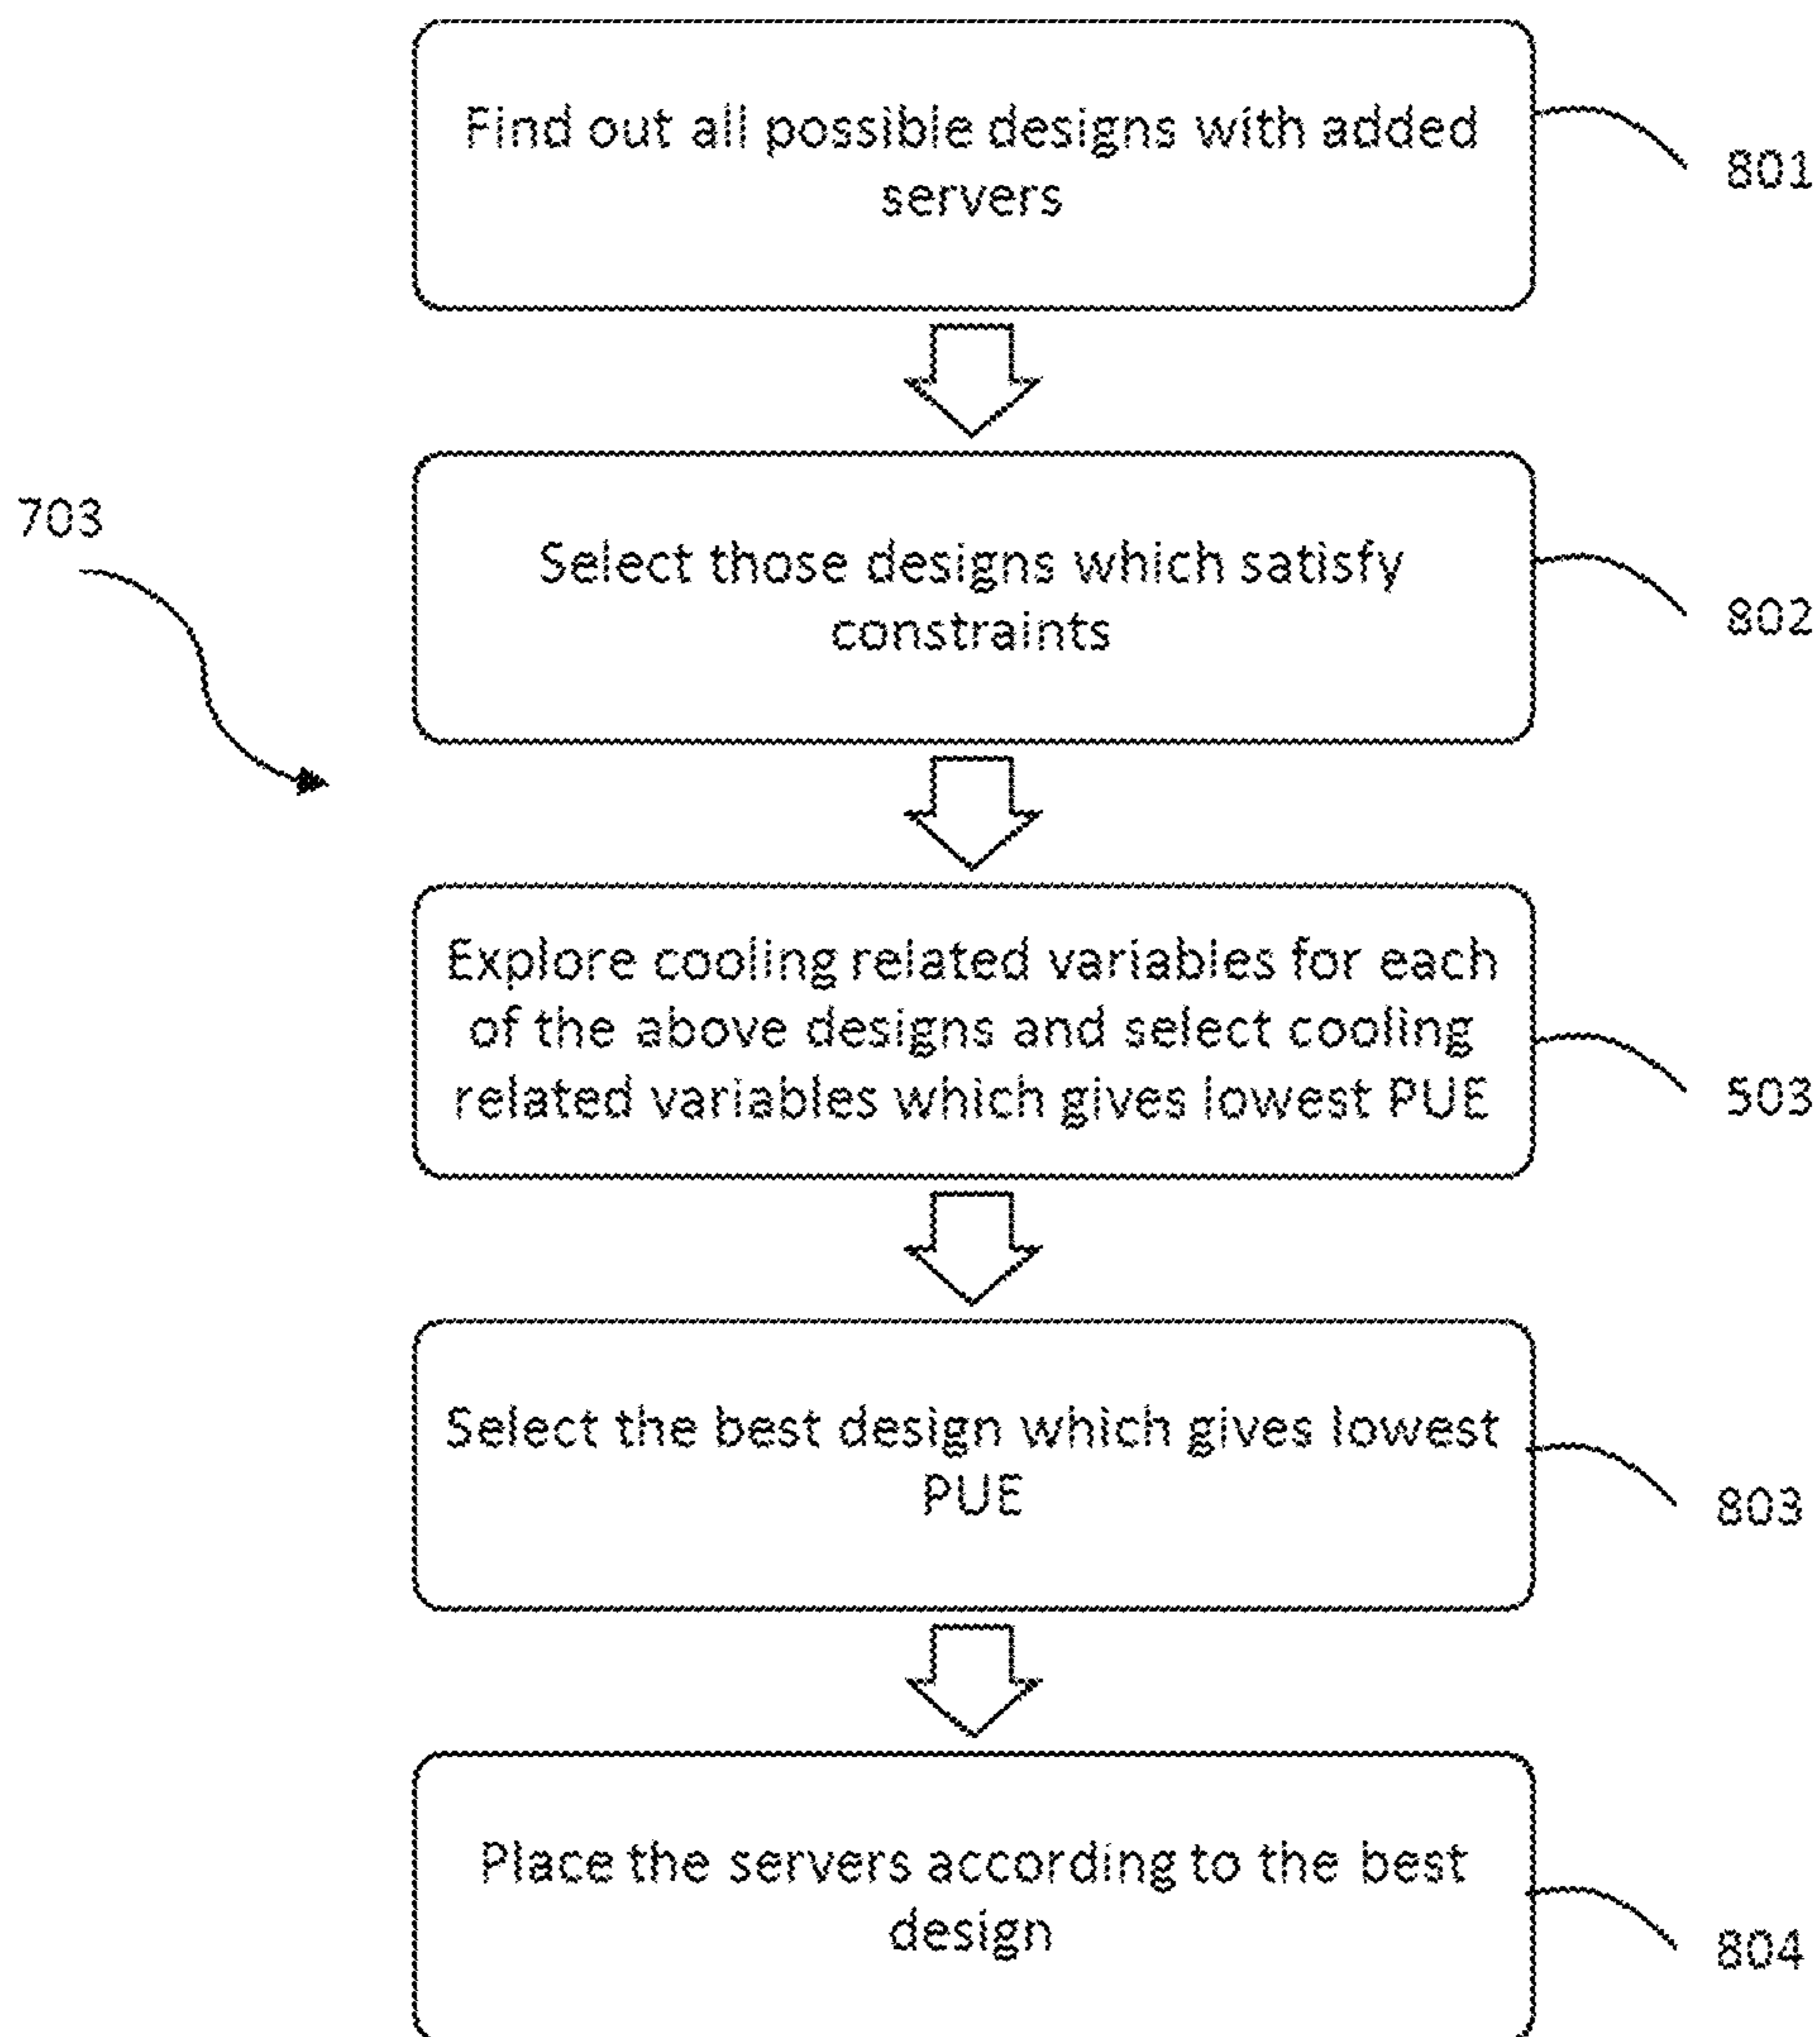 Find out all possible designs with added
servers
801
703
Select those designs which satisfy
constraints
802
Explore cooling related variables for each
of the above designs and select cooling
related variables which gives lowest PUE
503
Select the best design which gives lowest
PUE
803
Place the servers according to the best
design
804